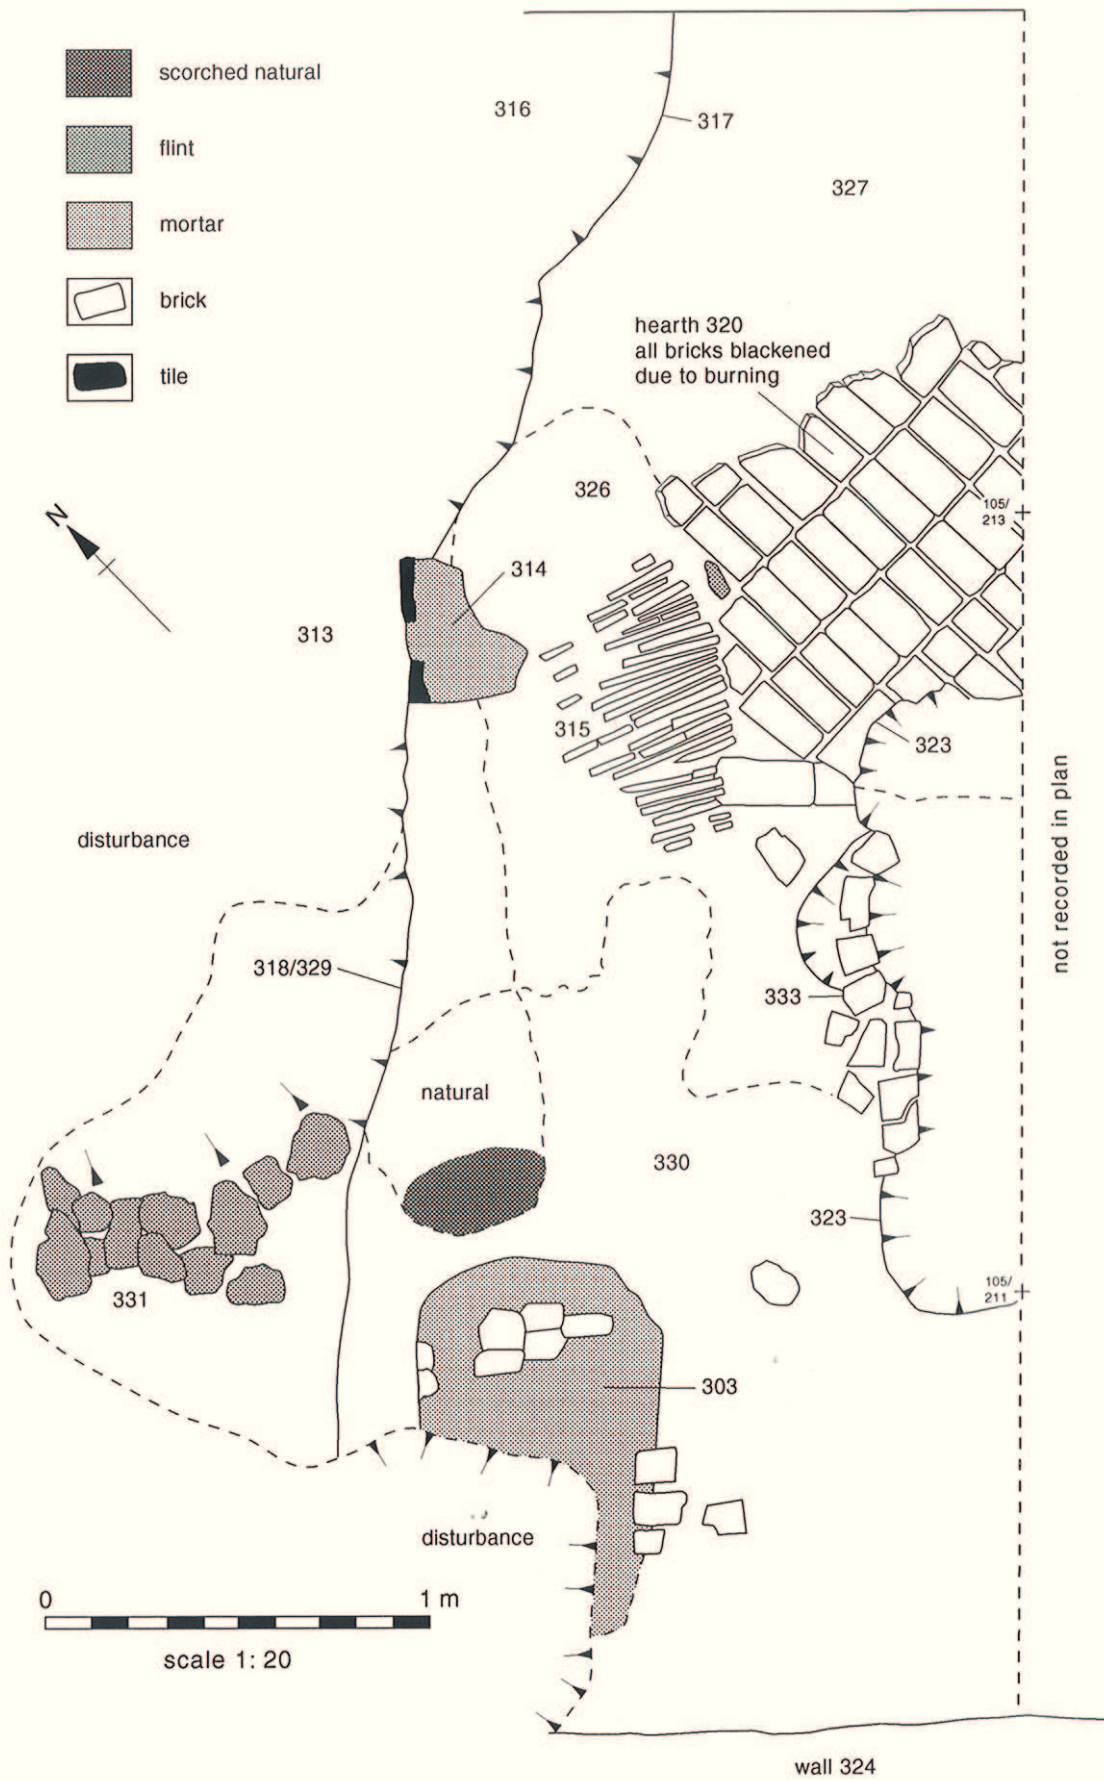 scorched natural
flint
mortar
brick
tile
316
317
327
hearth 320
all bricks blackened
due to burning
326
105/
213
N
314
313
315
323
disturbance
not recorded in plan
318/329
333
natural
330
323
331
105/
211
303
disturbance
0 1 m
scale 1: 20
wall 324